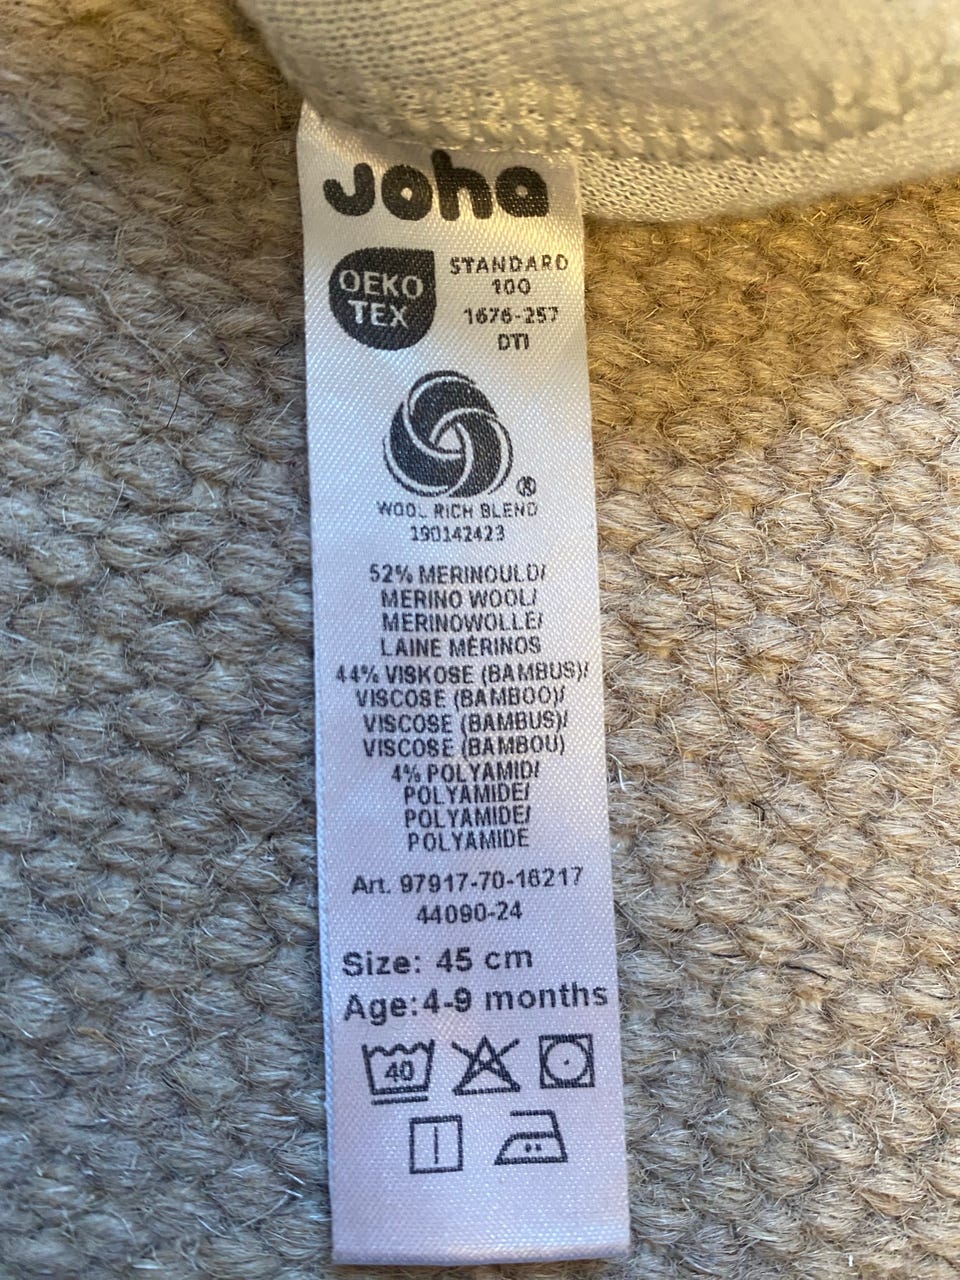 Joha
OEKO
TEX
STANDARD
100
1676-257
DTI
®
WOOL RICH BLEND
190142423
52% MERINOULD/
MERINO WOOL/
MERINOWOLLE/
LAINE MÉRINOS
44% VISKOSE (BAMBUS)/
VISCOSE (BAMBOO)/
VISCOSE (BAMBUS)/
VISCOSE (BAMBOU)
4% POLYAMID/
POLYAMIDE/
POLYAMIDE/
POLYAMIDE
Art. 97917-70-16217
44090-24
Size: 45 cm
Age:4-9 months
40